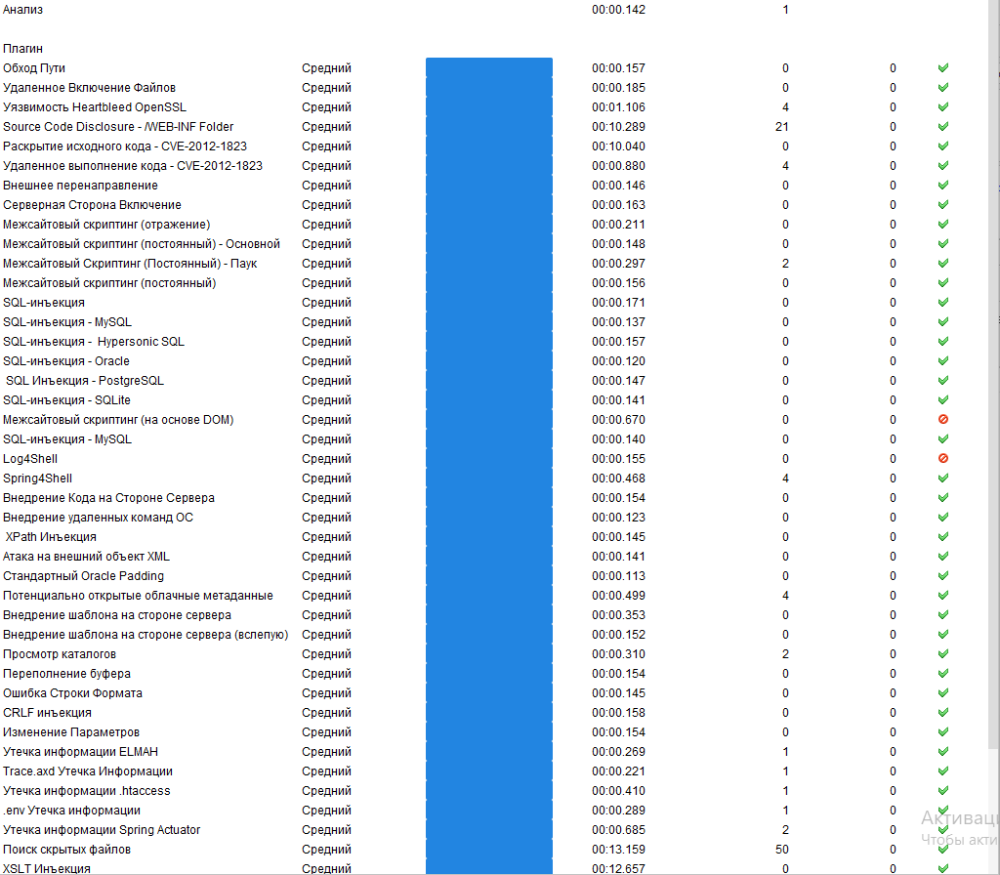 Анализ 00:00.142 1
Плагин
Обход Пути Средний 00:00.157 0 0
Удаленное Включение Файлов Средний 00:00.185 0 0
Уязвимость Heartbleed OpenSSL Средний 00:01.106 4 0
Source Code Disclosure - /WEB-INF Folder Средний 00:10.289 21 0
Раскрытие исходного кода - CVE-2012-1823 Средний 00:10.040 0 0
Удаленное выполнение кода - CVE-2012-1823 Средний 00:00.880 4 0
Внешнее перенаправление Средний 00:00.146 0 0
Серверная Сторона Включение Средний 00:00.163 0 0
Межсайтовый скриптинг (отражение) Средний 00:00.211 0 0
Межсайтовый скриптинг (постоянный) - Основной Средний 00:00.148 0 0
Межсайтовый Скриптинг (Постоянный) - Паук Средний 00:00.297 2 0
Межсайтовый скриптинг (постоянный) Средний 00:00.156 0 0
SQL-инъекция Средний 00:00.171 0 0
SQL-инъекция - MySQL Средний 00:00.137 0 0
SQL-инъекция - Hypersonic SQL Средний 00:00.157 0 0
SQL-инъекция - Oracle Средний 00:00.120 0 0
SQL Инъекция - PostgreSQL Средний 00:00.147 0 0
SQL-инъекция - SQLite Средний 00:00.141 0 0
Межсайтовый скриптинг (на основе DOM) Средний 00:00.670 0 0
SQL-инъекция - MySQL Средний 00:00.140 0 0
Log4Shell Средний 00:00.155 0 0
Spring4Shell Средний 00:00.468 4 0
Внедрение Кода на Стороне Сервера Средний 00:00.154 0 0
Внедрение удаленных команд ОС Средний 00:00.123 0 0
XPath Инъекция Средний 00:00.145 0 0
Атака на внешний объект XML Средний 00:00.141 0 0
Стандартный Oracle Padding Средний 00:00.113 0 0
Потенциально открытые облачные метаданные Средний 00:00.499 4 0
Внедрение шаблона на стороне сервера Средний 00:00.353 0 0
Внедрение шаблона на стороне сервера (вслепую) Средний 00:00.152 0 0
Просмотр каталогов Средний 00:00.310 2 0
Переполнение буфера Средний 00:00.154 0 0
Ошибка Строки Формата Средний 00:00.145 0 0
CRLF инъекция Средний 00:00.158 0 0
Изменение Параметров Средний 00:00.154 0 0
Утечка информации ELMAH Средний 00:00.269 1 0
Trace.axd Утечка Информации Средний 00:00.221 1 0
Утечка информации .htaccess Средний 00:00.410 1 0
.env Утечка информации Средний 00:00.289 1 0
Активац
Утечка информации Spring Actuator Средний 00:00.685 2 0
Чтобы акти
Поиск скрытых файлов Средний 00:13.159 50 0
XSLT Инъекция Средний 00:12.657 0 0